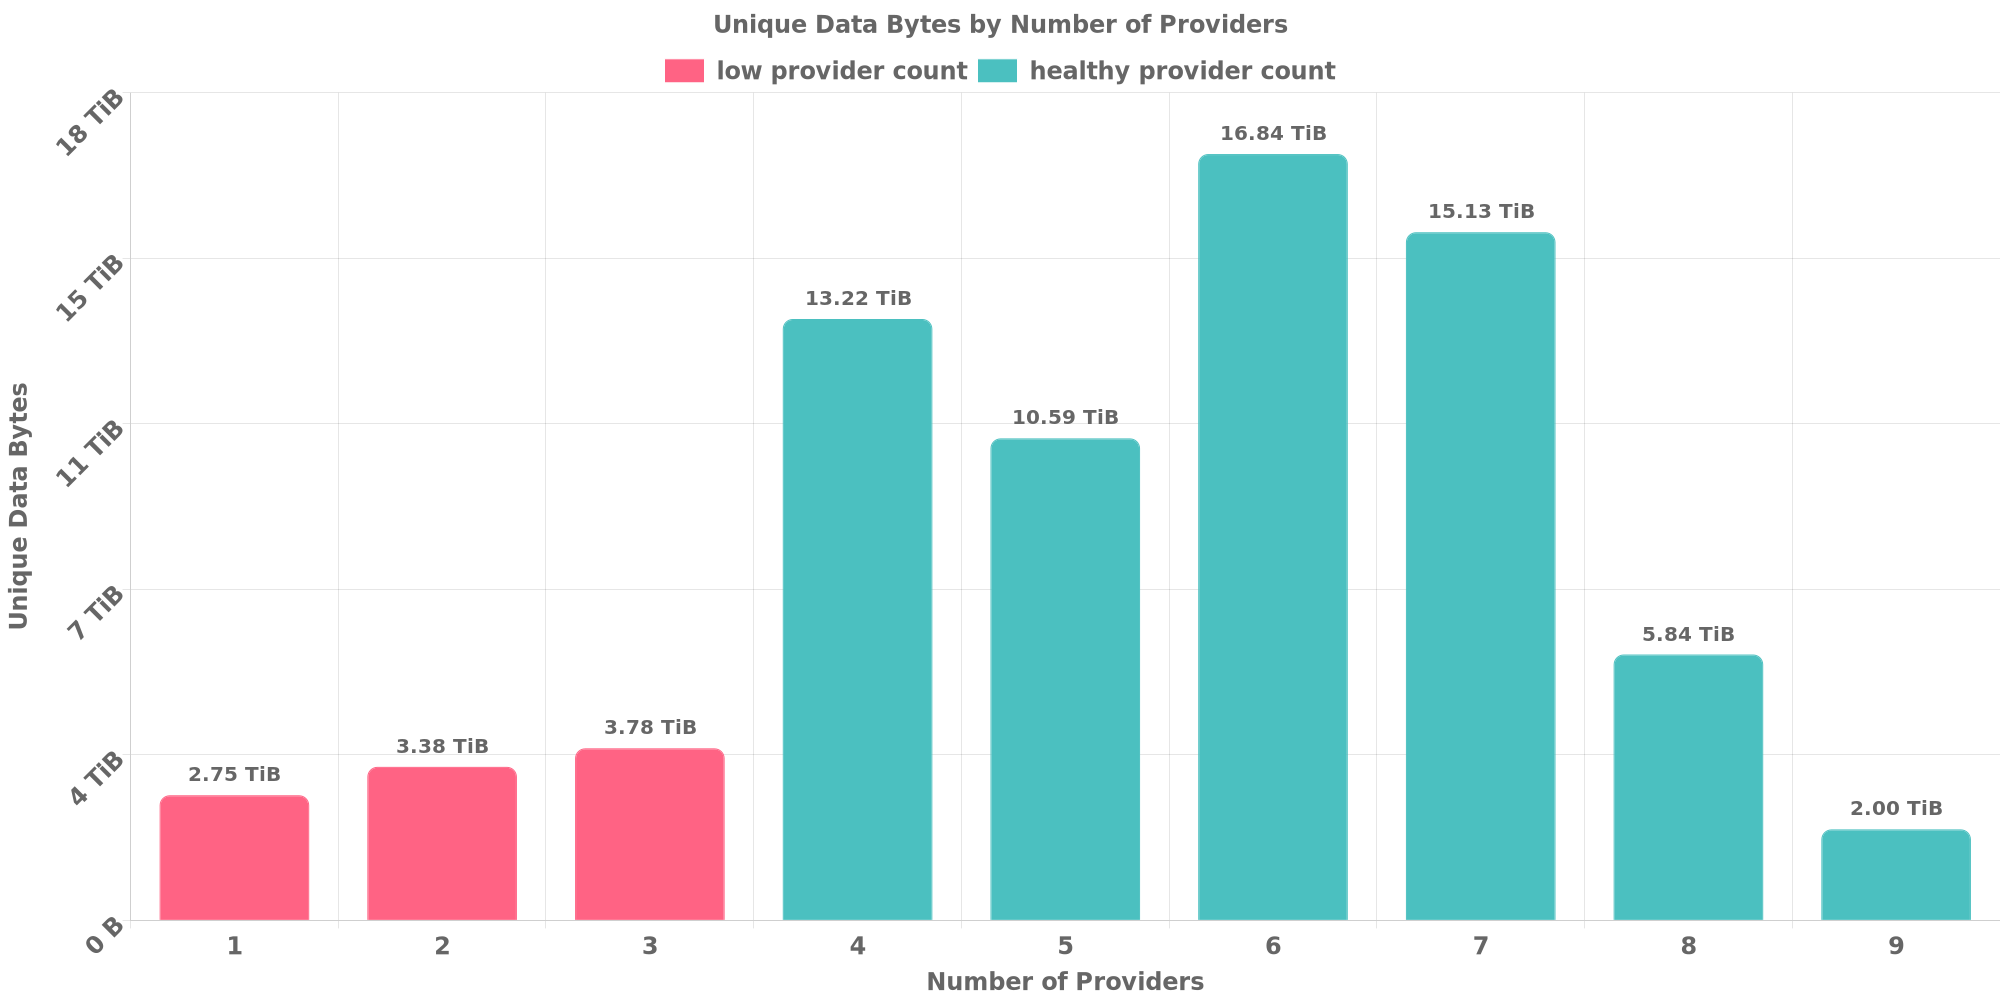 Unique Data Bytes by Number of Providers
low provider count healthy provider count
18 TiB
15 TiB
11 TiB
7 TiB
4 TiB
0 B
Unique Data Bytes
2.75 TiB
3.38 TiB
3.78 TiB
13.22 TiB
10.59 TiB
16.84 TiB
15.13 TiB
5.84 TiB
2.00 TiB
1 2 3 4 5 6 7 8 9
Number of Providers